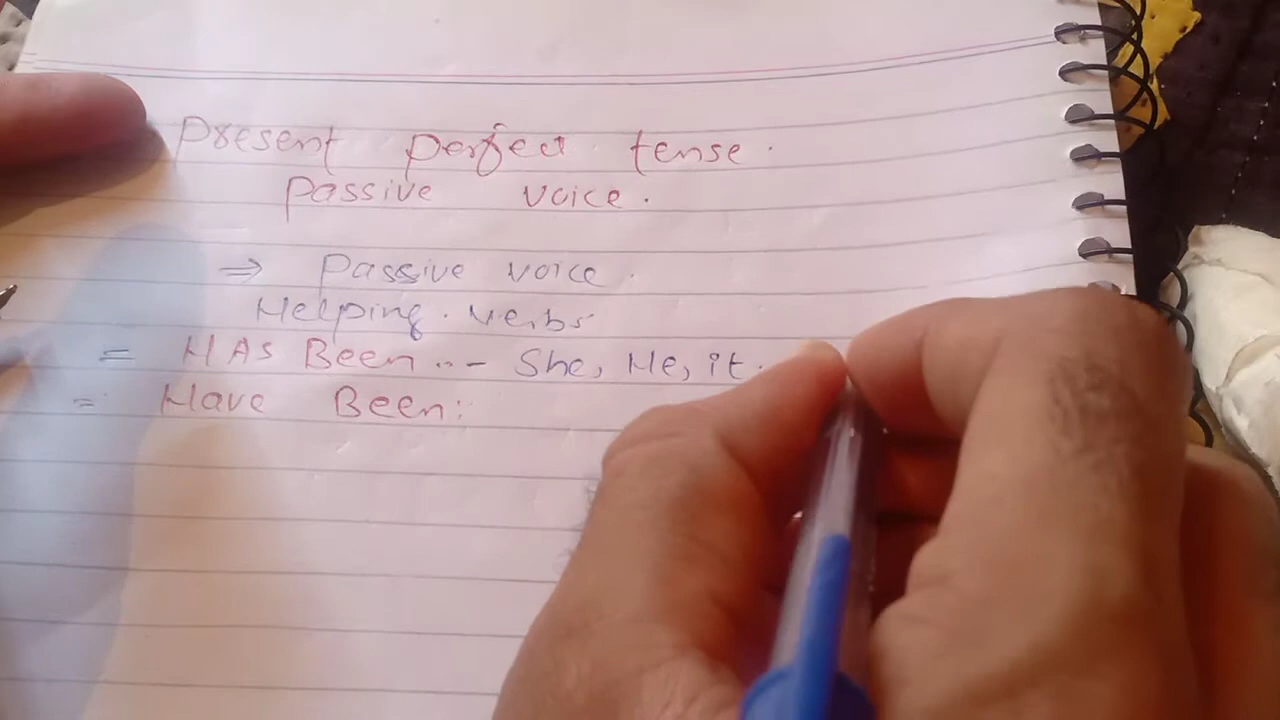 Present perfect tense.
Passive voice.
⇒ Passive voice.
Helping. verbs
= HAS Been..- She, He, it.
= Have Been: